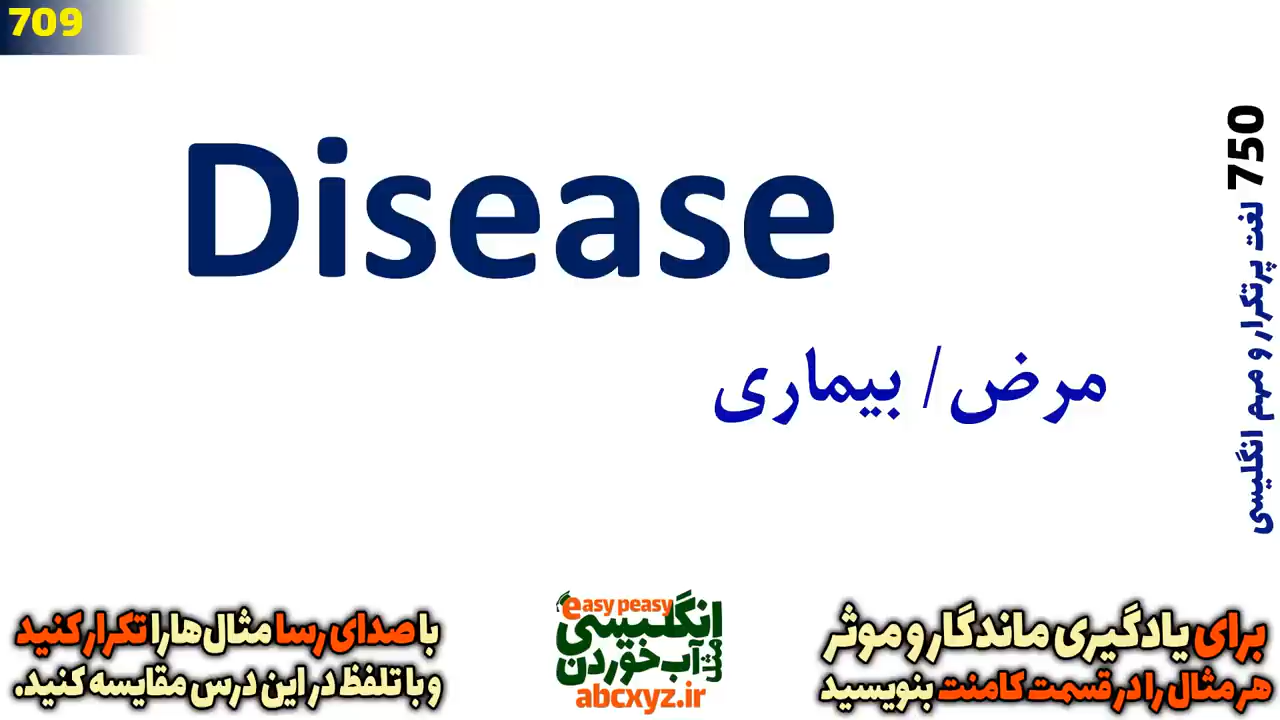 709
Disease
مرض / بیماری
750 لغت پرتکرار و مهم انگلیسی
برای یادگیری ماندگار و موثر
هر مثال را در قسمت کامنت بنویسید
easy peasy
انگلیسی
مثل
آب خوردن
abcxyz.ir
با صدای رسا مثال‌ها را تکرار کنید
و با تلفظ در این درس مقایسه کنید.